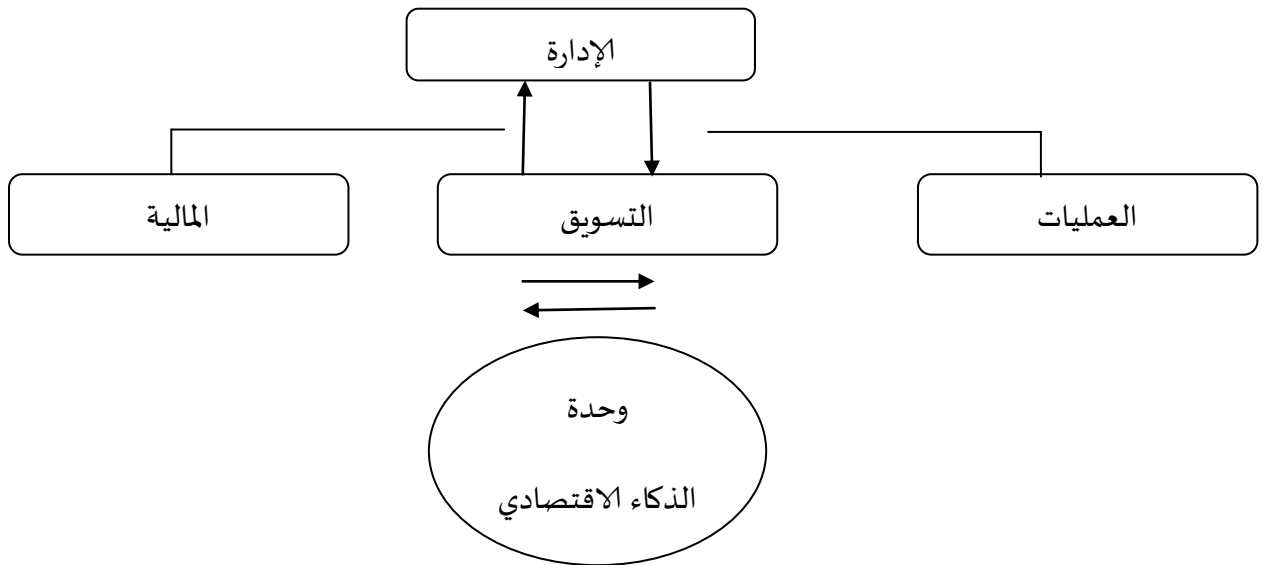 الإدارة
العمليات
التسويق
المالية
وحدة
الذكاء الاقتصادي